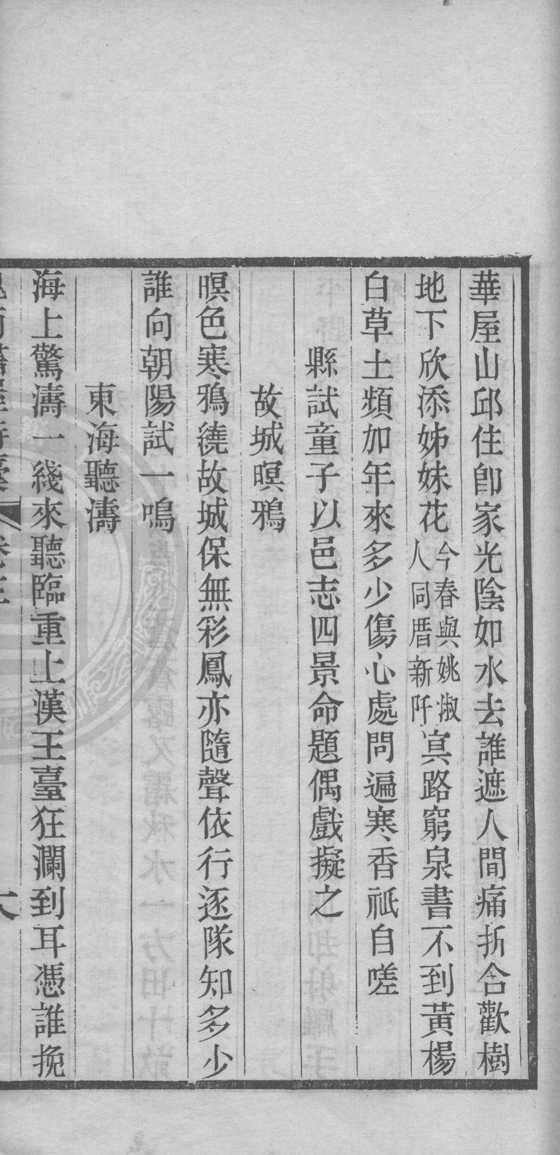 華屋山邱住卽家光陰如水去誰遮人間痛折合歡樹
地下欣添姊妹花今春與姚淑人同厝新阡寘路窮泉書不到黃楊
白草土頻加年來多少傷心處問遍寒香祇自嗟
縣試童子以邑志四景命題偶戲擬之
故城暝鴉
暝色寒鴉繞故城保無彩鳳亦隨聲依行逐隊知多少
誰向朝陽試一鳴
東海聽濤
海上驚濤一綫來聽臨重上漢王臺狂瀾到耳憑誰挽